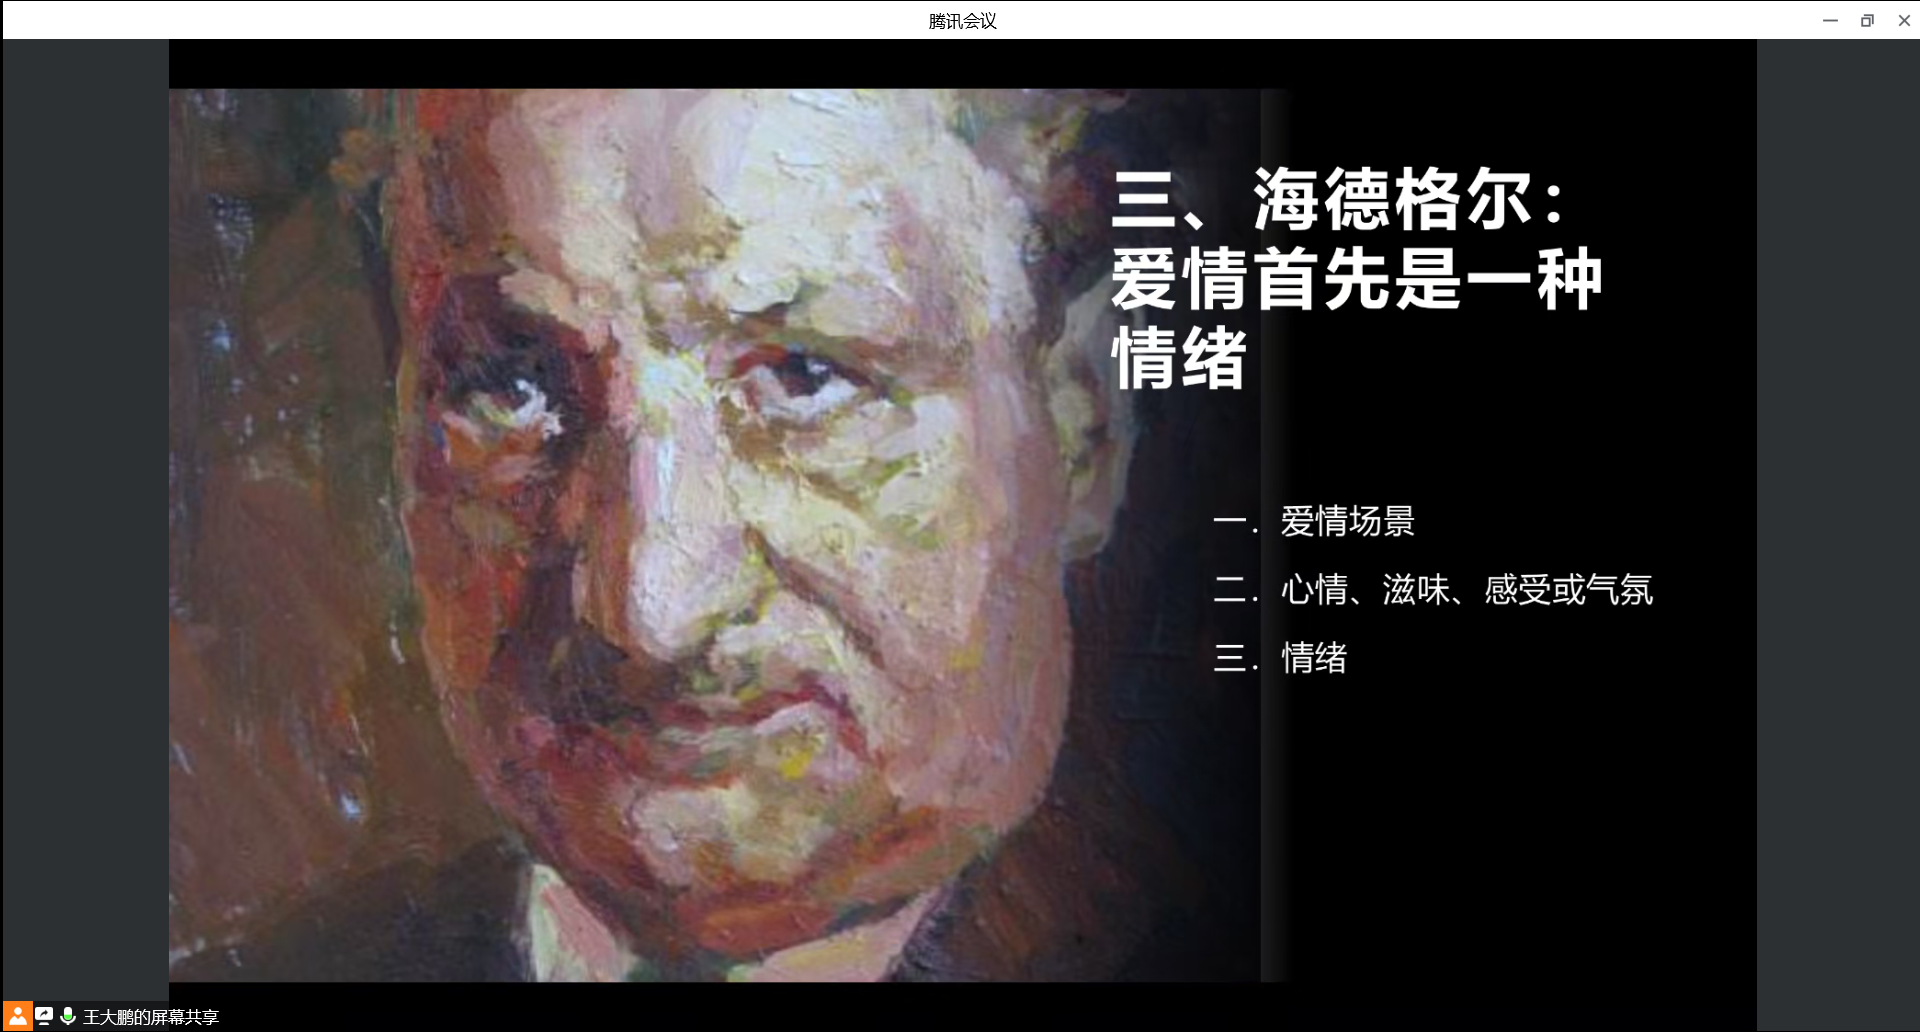 腾讯会议
三、海德格尔：
爱情首先是一种
情绪
一. 爱情场景
二. 心情、滋味、感受或气氛
三. 情绪
王大鹏的屏幕共享